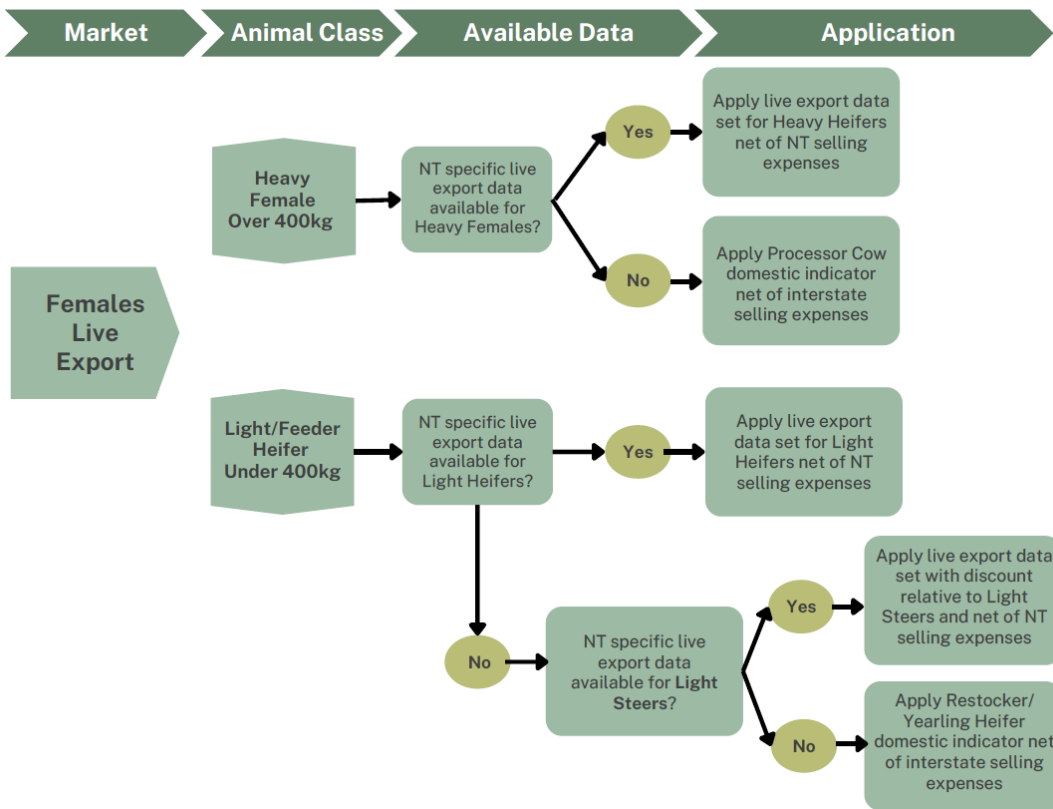 Market
Animal Class
Available Data
Application
Females
Live
Export
Heavy
Female
Over 400kg
NT specific live
export data
available for
Heavy Females?
Yes
Apply live export data
set for Heavy Heifers
net of NT selling
expenses
No
Apply Processor Cow
domestic indicator
net of interstate
selling expenses
Light/Feeder
Heifer
Under 400kg
NT specific live
export data
available for
Light Heifers?
Yes
Apply live export
data set for Light
Heifers net of NT
selling expenses
No
NT specific live
export data
available for Light
Steers?
Yes
Apply live export data
set with discount
relative to Light
Steers and net of NT
selling expenses
No
Apply Restocker/
Yearling Heifer
domestic indicator net
of interstate selling
expenses